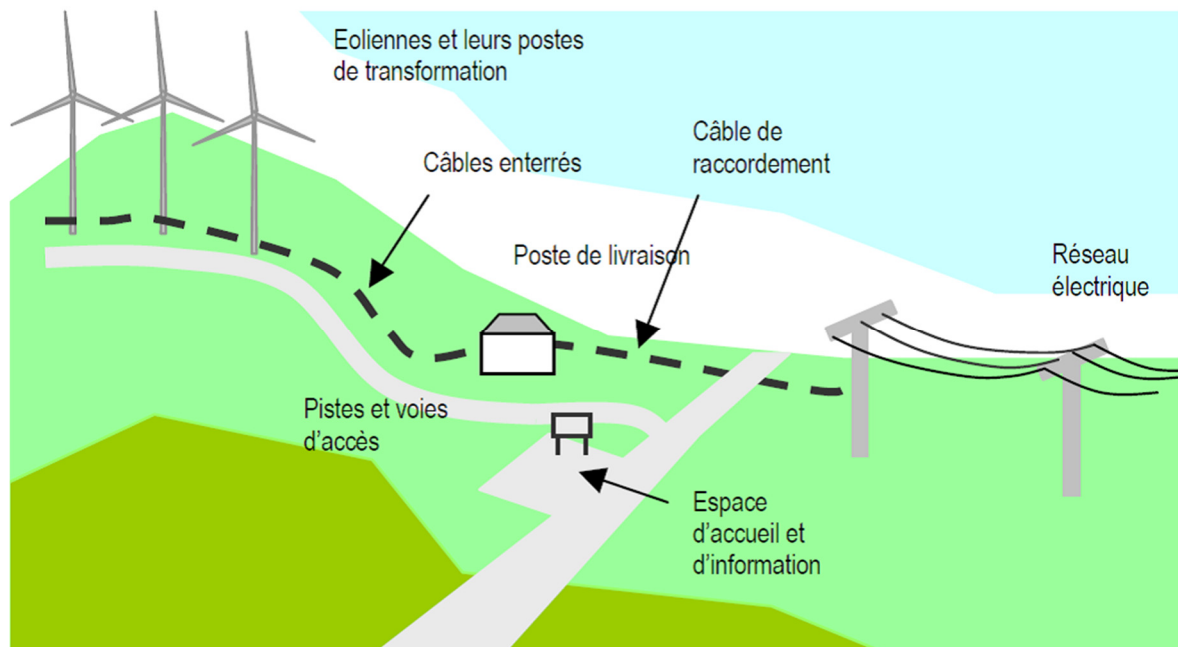 Eoliennes et leurs postes
de transformation
Câbles enterrés
Câble de
raccordement
Poste de livraison
Réseau
électrique
Pistes et voies
d'accès
Espace
d'accueil et
d'information